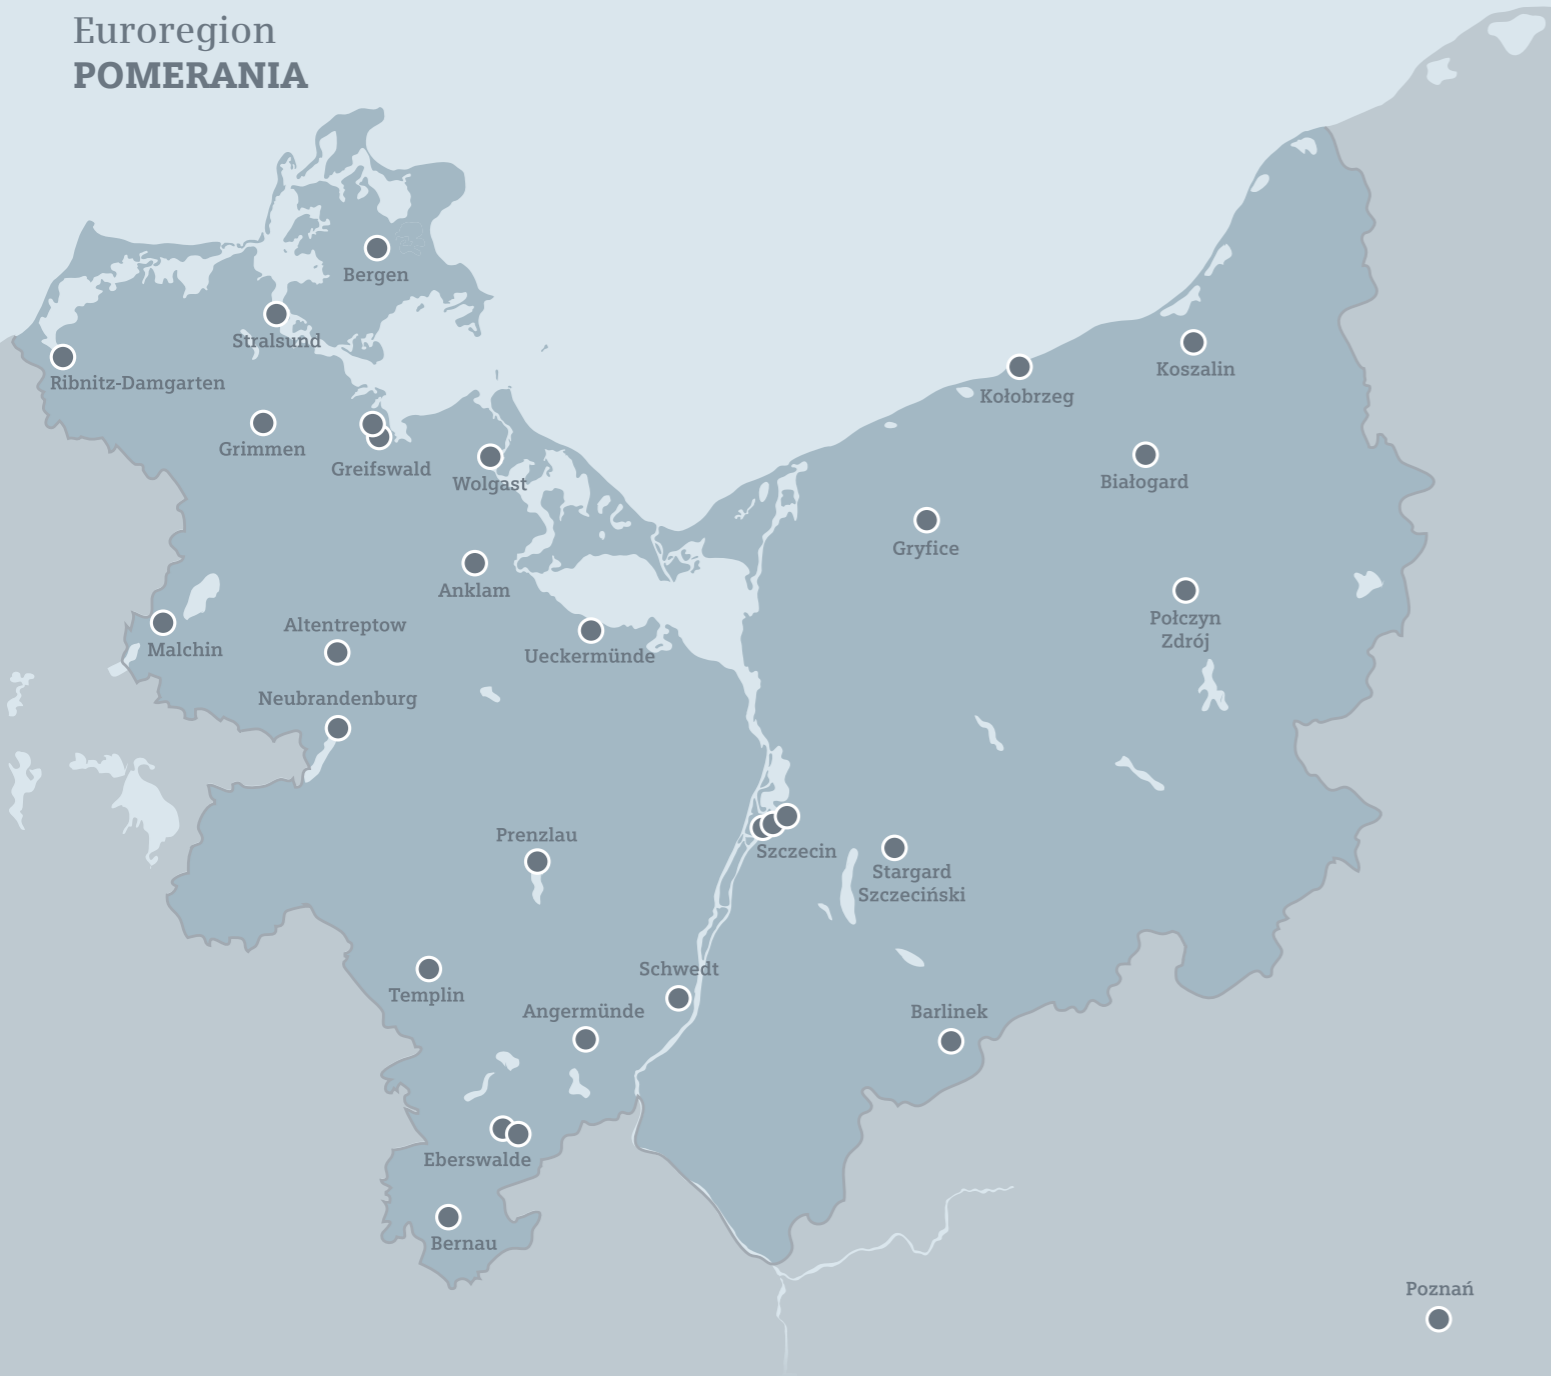 Euroregion
POMERANIA
Bergen
Stralsund
Ribnitz-Damgarten
Koszalin
Kołobrzeg
Grimmen
Greifswald
Wolgast
Białogard
Gryfice
Anklam
Połczyn
Zdrój
Altentreptow
Malchin
Ueckermünde
Neubrandenburg
Prenzlau
Szczecin
Stargard
Szczeciński
Schwedt
Templin
Angermünde
Barlinek
Eberswalde
Bernau
Poznań